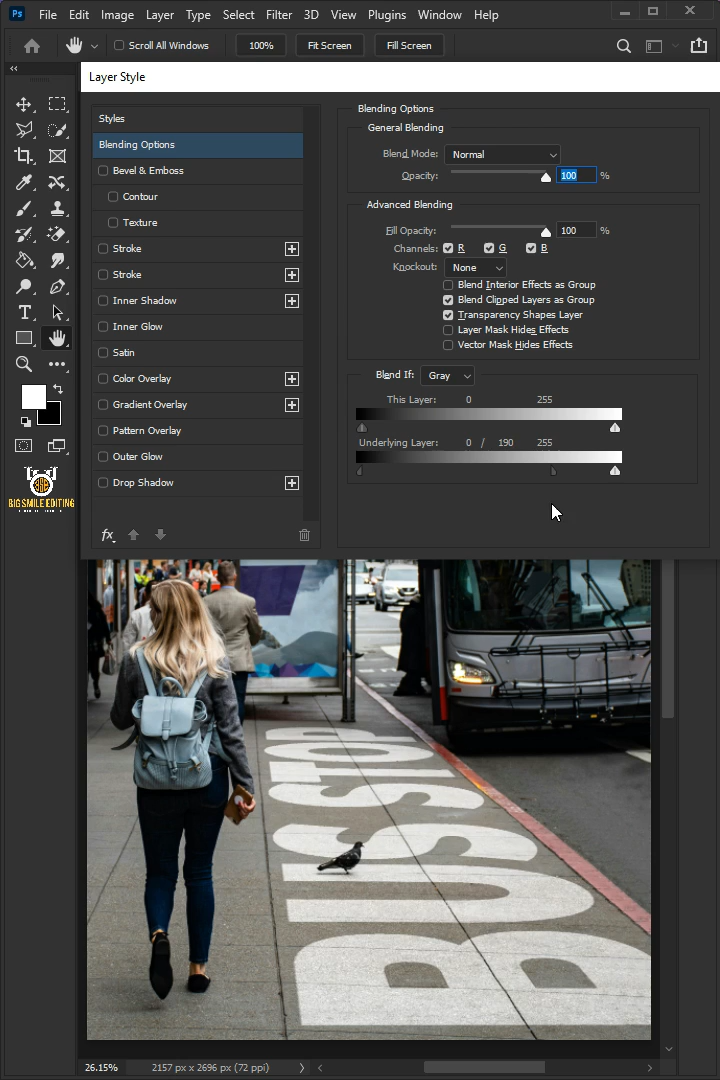 Ps File Edit Image Layer Type Select Filter 3D View Plugins Window Help
Scroll All Windows 100% Fit Screen Fill Screen
Layer Style
Styles
Blending Options
Bevel & Emboss
Contour
Texture
Stroke
Stroke
Inner Shadow
Inner Glow
Satin
Color Overlay
Gradient Overlay
Pattern Overlay
Outer Glow
Drop Shadow
fx
Blending Options
General Blending
Blend Mode: Normal
Opacity: 100 %
Advanced Blending
Fill Opacity: 100 %
Channels: R G B
Knockout: None
Blend Interior Effects as Group
Blend Clipped Layers as Group
Transparency Shapes Layer
Layer Mask Hides Effects
Vector Mask Hides Effects
Blend If: Gray
This Layer: 0 255
Underlying Layer: 0 / 190 255
BIG SMILE EDITING
BUS STOP
26.15% 2157 px x 2696 px (72 ppi)